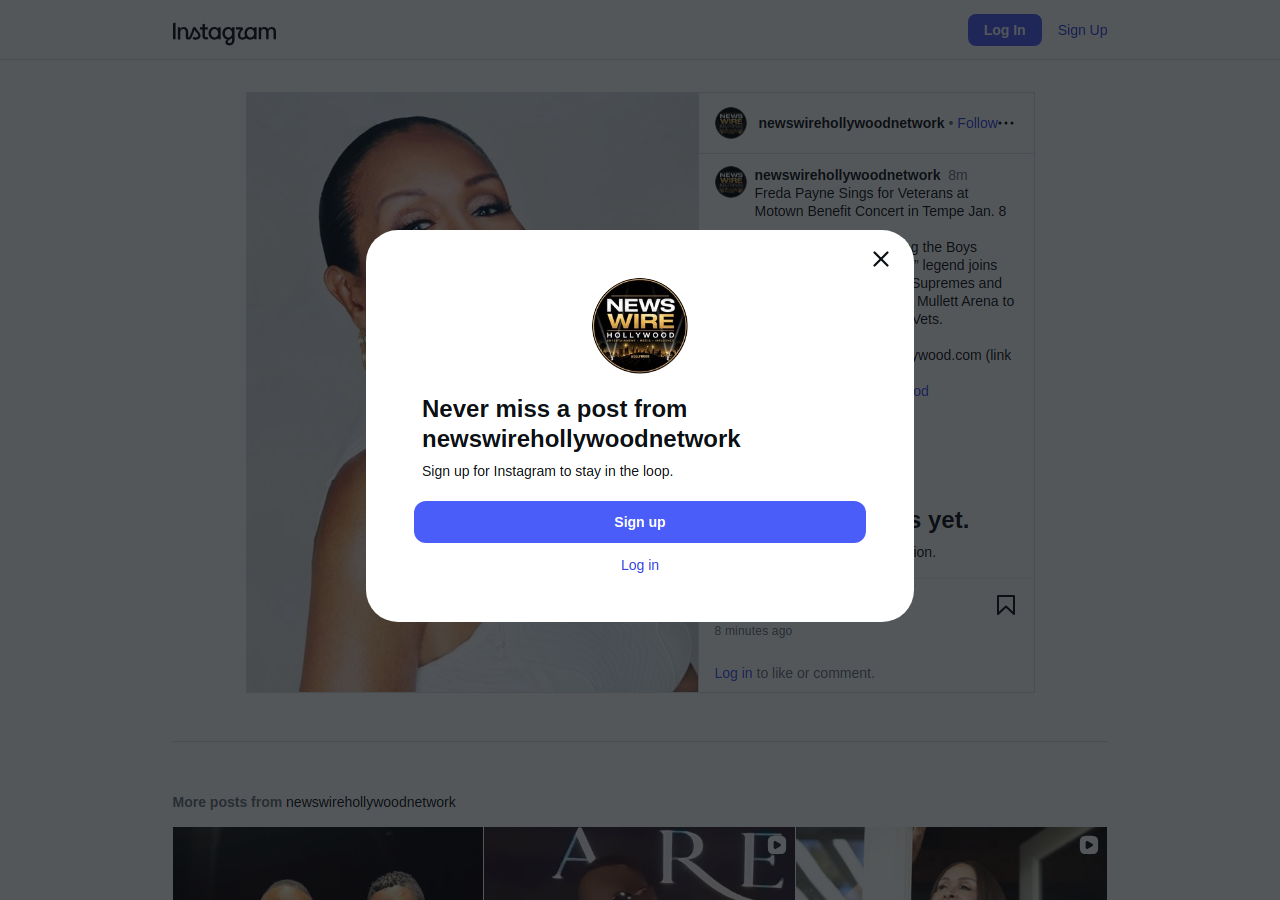 Instagram
Log In
Sign Up
newswirehollywoodnetwork • Follow
newswirehollywoodnetwork 8m
Freda Payne Sings for Veterans at
Motown Benefit Concert in Tempe Jan. 8
g the Boys
” legend joins
Supremes and
Mullett Arena to
Vets.
ywood.com (link
od
s yet.
ion.
8 minutes ago
Log in to like or comment.
NEWS
WIRE
HOLLYWOOD
Never miss a post from
newswirehollywoodnetwork
Sign up for Instagram to stay in the loop.
Sign up
Log in
More posts from newswirehollywoodnetwork
A RE